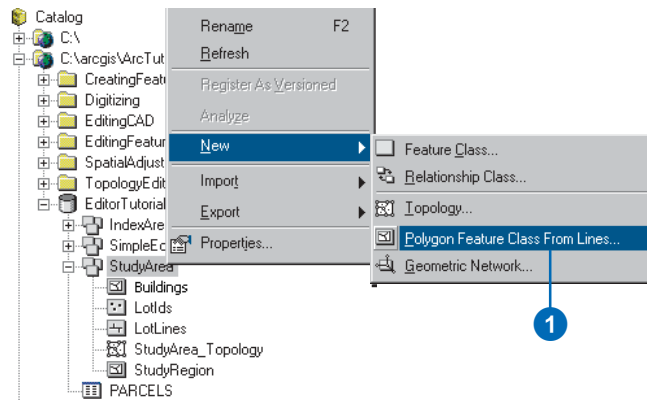 Catalog
C:\
C:\arcgis\ArcTut
CreatingFeatu
Digitizing
EditingCAD
EditingFeatur
SpatialAdjust
TopologyEdit
EditorTutorial
IndexAre
SimpleEd
StudyArea
Buildings
LotIds
LotLines
StudyArea_Topology
StudyRegion
PARCELS
Rename F2
Refresh
Register As Versioned
Analyze
New
Import
Export
Properties...
Feature Class...
Relationship Class...
Topology...
Polygon Feature Class From Lines...
Geometric Network...
1